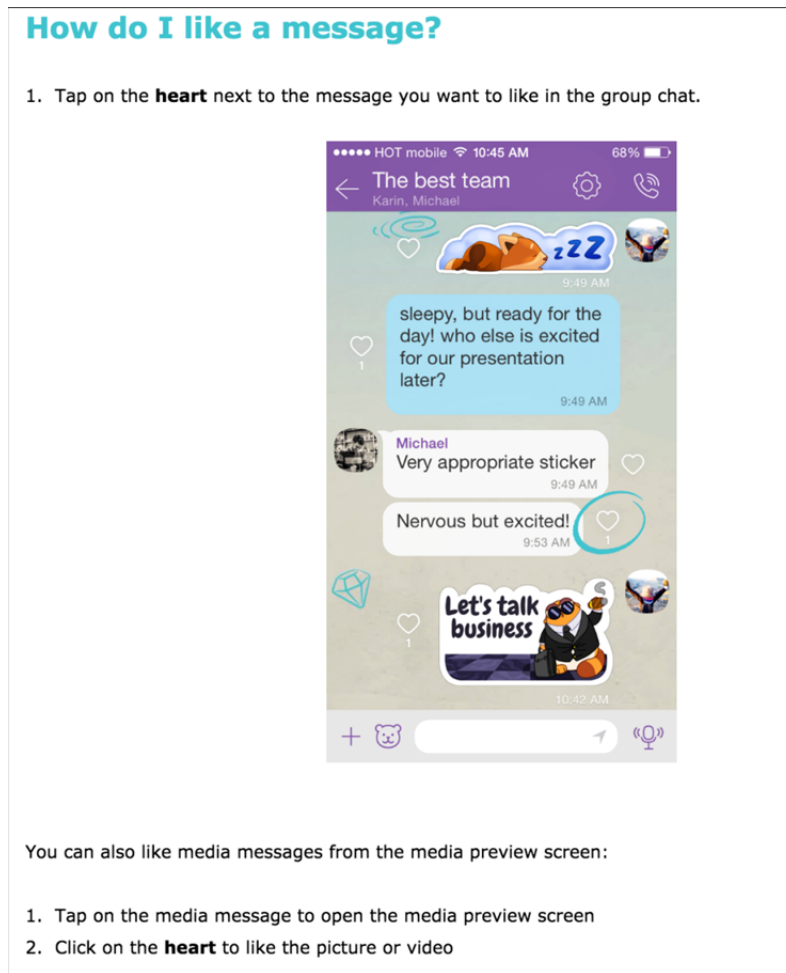 How do I like a message?
1. Tap on the heart next to the message you want to like in the group chat.
HOT mobile 10:45 AM 68%
The best team
Karin, Michael
zzZ
9:49 AM
sleepy, but ready for the
day! who else is excited
for our presentation
later?
9:49 AM
1
Michael
Very appropriate sticker
9:49 AM
Nervous but excited!
9:53 AM
1
Let's talk
business
1
10:42 AM
You can also like media messages from the media preview screen:
1. Tap on the media message to open the media preview screen
2. Click on the heart to like the picture or video